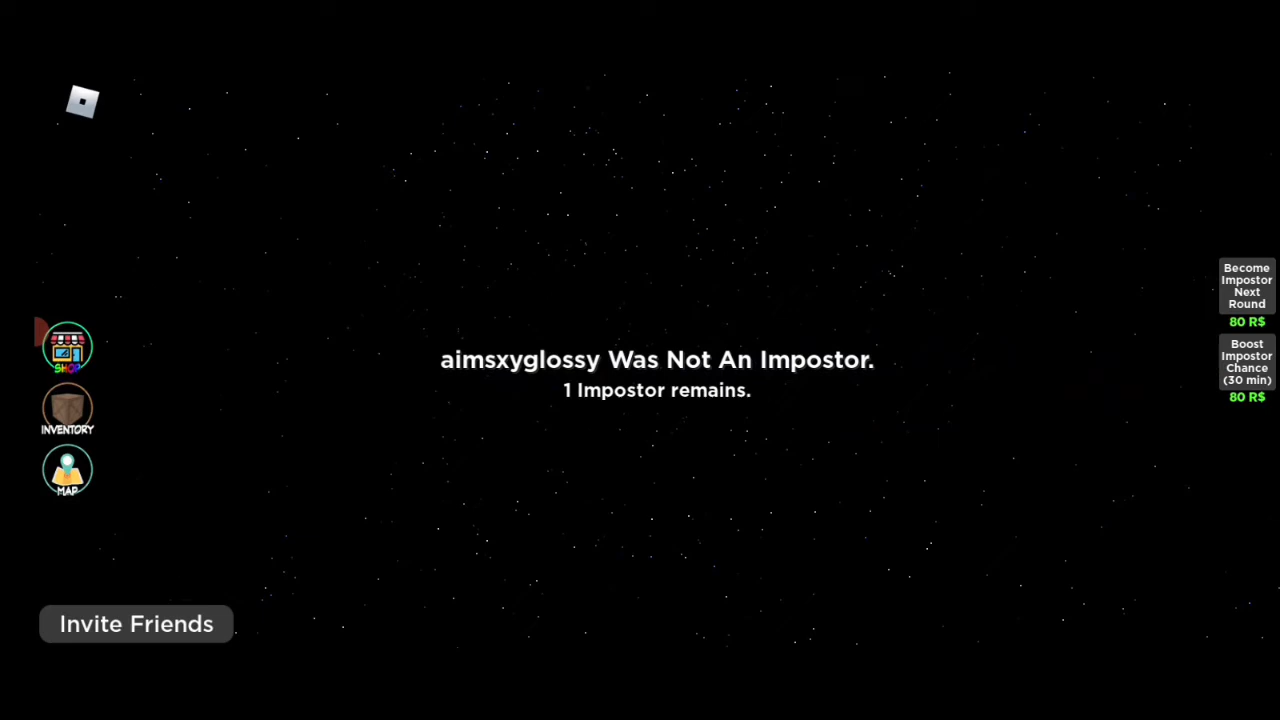 aimsxyglossy Was Not An Impostor.
1 Impostor remains.
SHOP
INVENTORY
MAP
Invite Friends
Become
Impostor
Next
Round
80 R$
Boost
Impostor
Chance
(30 min)
80 R$